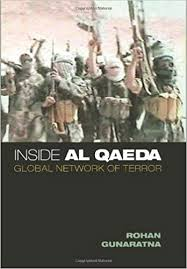 INSIDE AL QAEDA
GLOBAL NETWORK OF TERROR
ROHAN
GUNARATNA